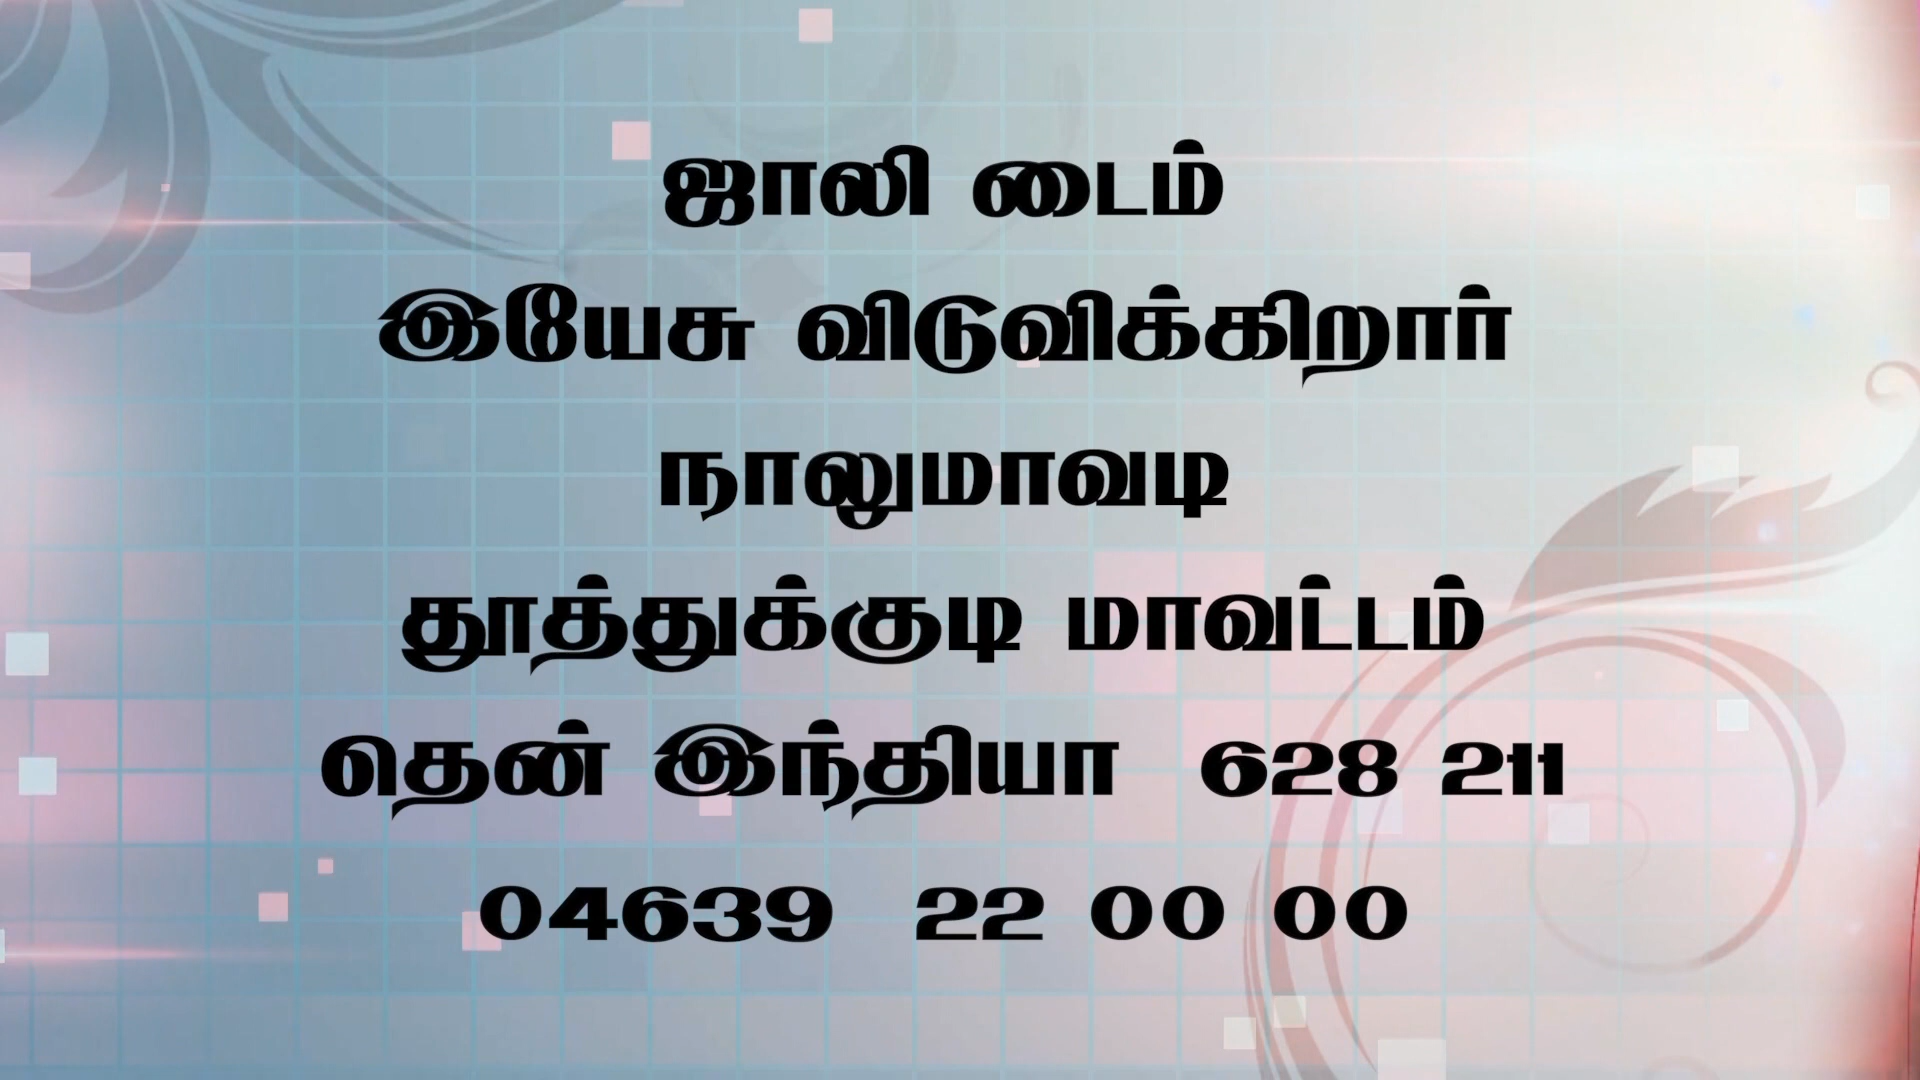 ஜாலி டைம்
இயேசு விடுவிக்கிறார்
நாலுமாவடி
தூத்துக்குடி மாவட்டம்
தென் இந்தியா 628 211
04639 22 00 00